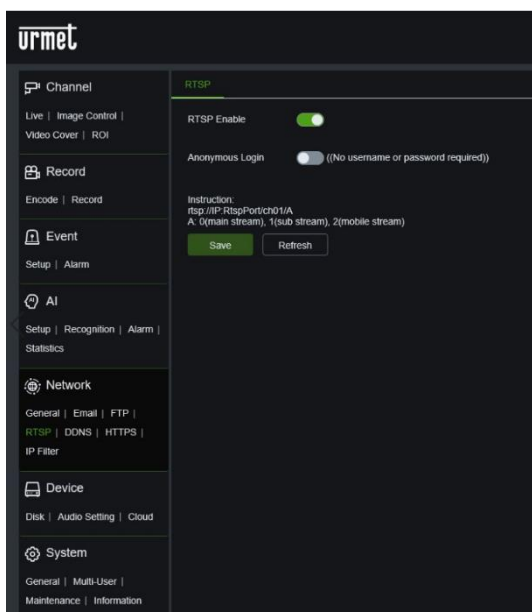 urmet
Channel
Live | Image Control |
Video Cover | ROI
Record
Encode | Record
Event
Setup | Alarm
AI
Setup | Recognition | Alarm |
Statistics
Network
General | Email | FTP |
RTSP | DDNS | HTTPS |
IP Filter
Device
Disk | Audio Setting | Cloud
System
General | Multi-User |
Maintenance | Information
RTSP
RTSP Enable
Anonymous Login ((No username or password required))
Instruction:
rtsp://IP:RtspPort/ch01/A
A: 0(main stream), 1(sub stream), 2(mobile stream)
Save Refresh